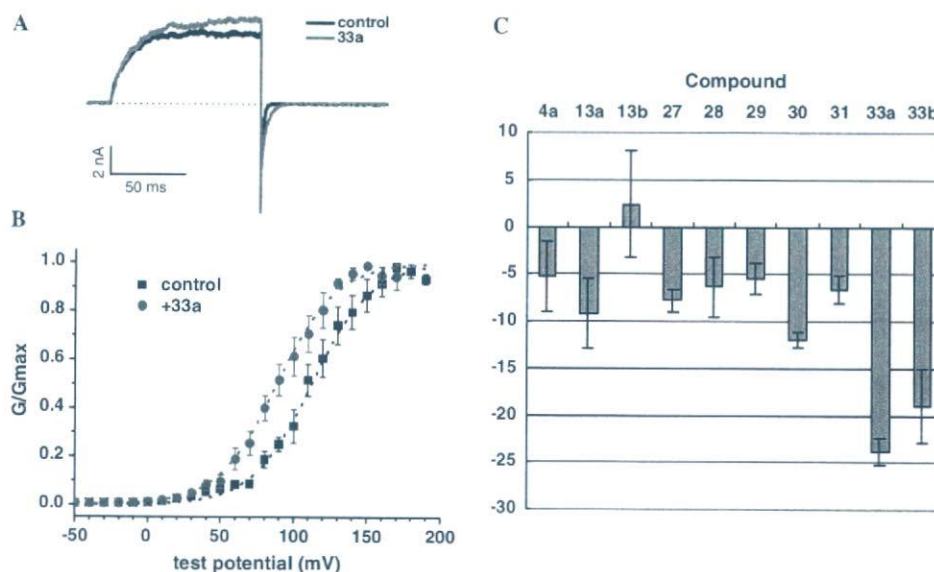 A
control
33a
2 nA
50 ms
B
control
+33a
G/Gmax
1.0
0.8
0.6
0.4
0.2
0.0
-50 0 50 100 150 200
test potential (mV)
C
Compound
4a 13a 13b 27 28 29 30 31 33a 33b
10
5
0
-5
-10
-15
-20
-25
-30